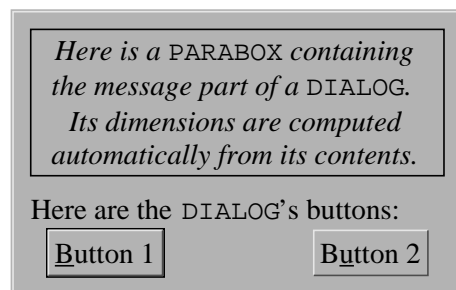 Here is a PARABOX containing
the message part of a DIALOG.
Its dimensions are computed
automatically from its contents.
Here are the DIALOG's buttons:
Button 1 Button 2